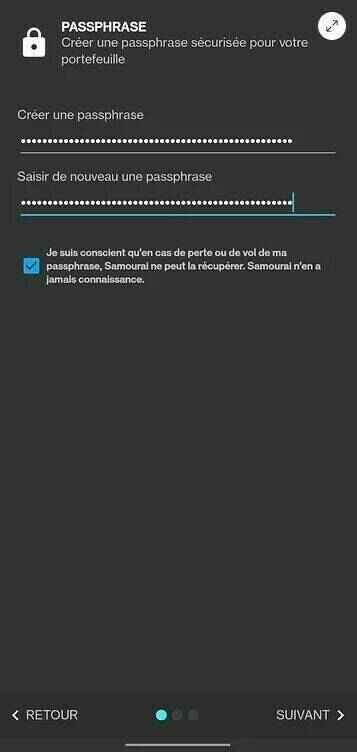 PASSPHRASE
Créer une passphrase sécurisée pour votre
portefeuille
Créer une passphrase
Saisir de nouveau une passphrase
Je suis conscient qu'en cas de perte ou de vol de ma
passphrase, Samourai ne peut la récupérer. Samourai n'en a
jamais connaissance.
RETOUR
SUIVANT